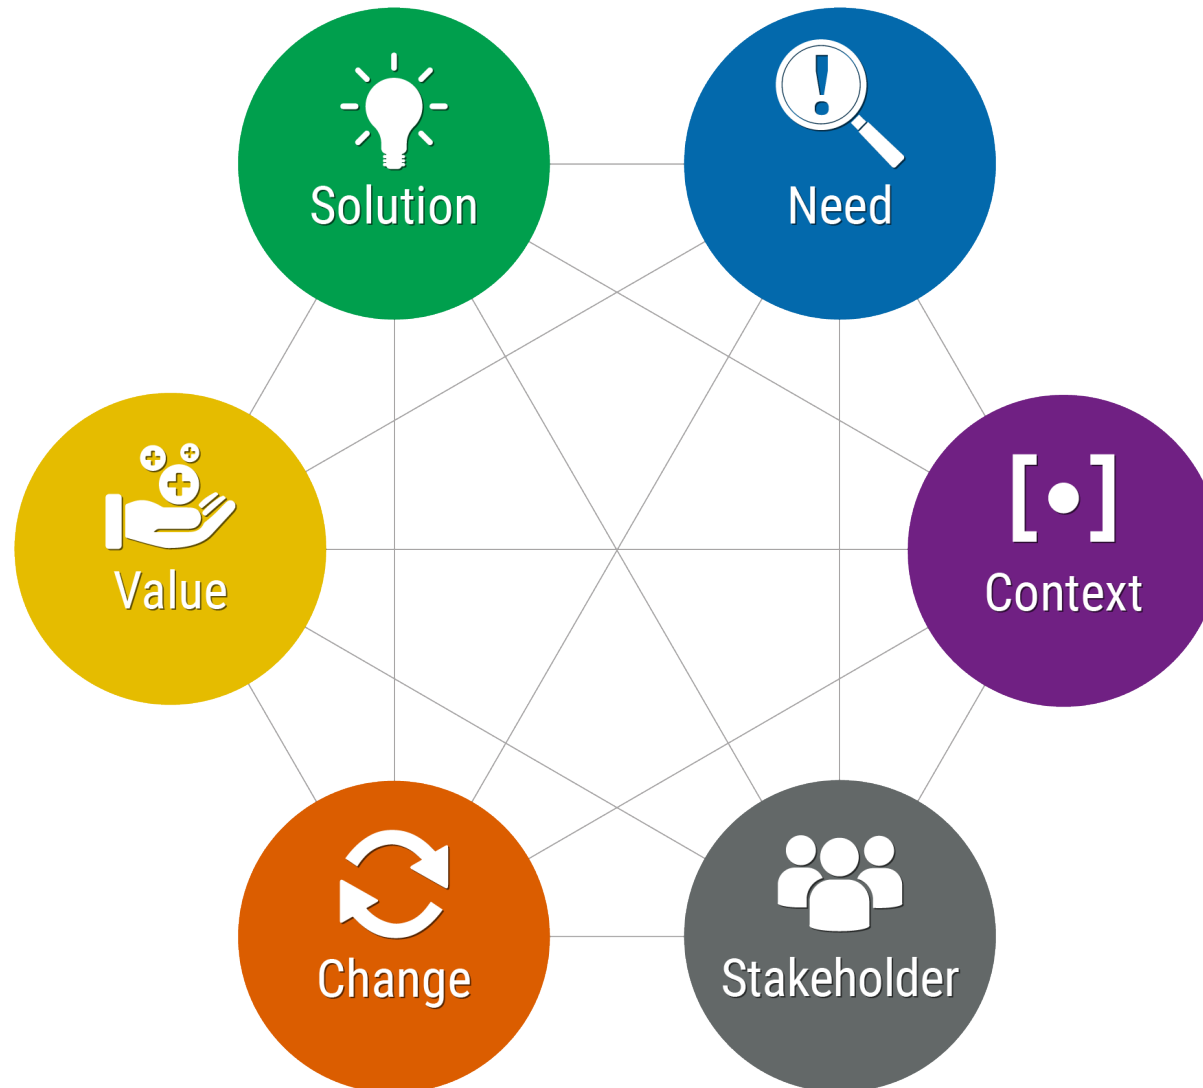 Solution
Need
Value
Context
Change
Stakeholder